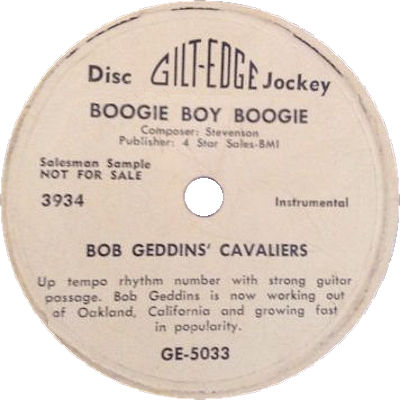 Disc GILT-EDGE Jockey
BOOGIE BOY BOOGIE
Composer: Stevenson
Publisher: 4 Star Sales-BMI
Salesman Sample
NOT FOR SALE
3934 Instrumental
BOB GEDDINS' CAVALIERS
Up tempo rhythm number with strong guitar
passage. Bob Geddins is now working out
of Oakland, California and growing fast
in popularity.
GE-5033